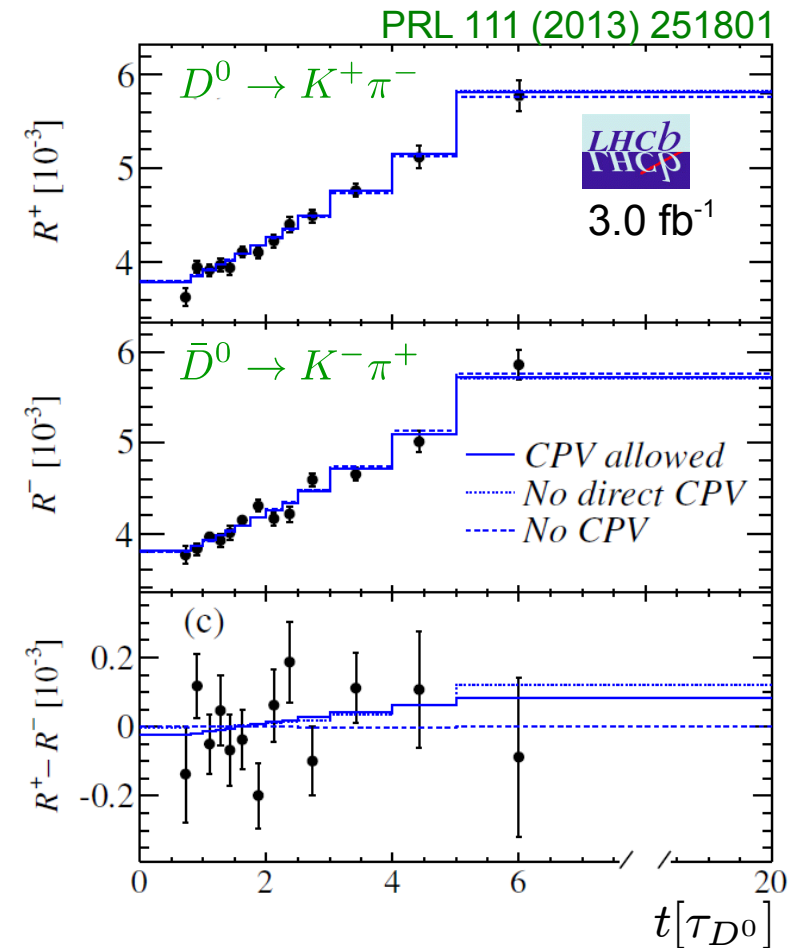 PRL 111 (2013) 251801
D⁰ → K⁺π⁻
6
5
4
R⁺ [10⁻³]
LHCb
LHCb
3.0 fb⁻¹
D̄⁰ → K⁻π⁺
6
5
4
R⁻ [10⁻³]
CPV allowed
No direct CPV
No CPV
(c)
0.2
0
-0.2
R⁺− R⁻ [10⁻³]
0 2 4 6 20
t[τ_D⁰]